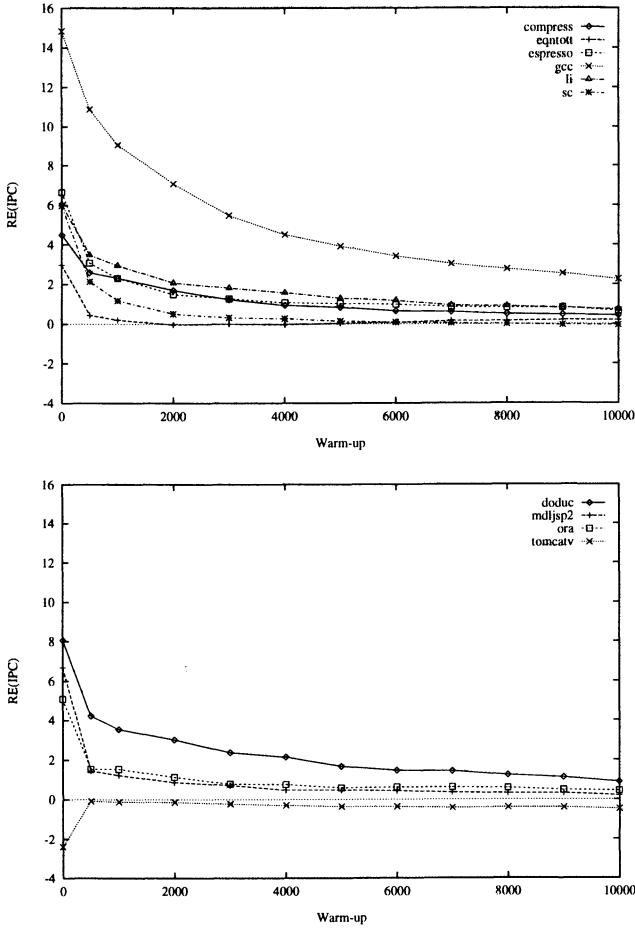 16
14
12
10
8
6
4
2
0
-2
-4
RE(IPC)
compress
eqntott
espresso
gcc
li
sc
0 2000 4000 6000 8000 10000
Warm-up
16
14
12
10
8
6
4
2
0
-2
-4
RE(IPC)
doduc
mdljsp2
ora
tomcatv
0 2000 4000 6000 8000 10000
Warm-up